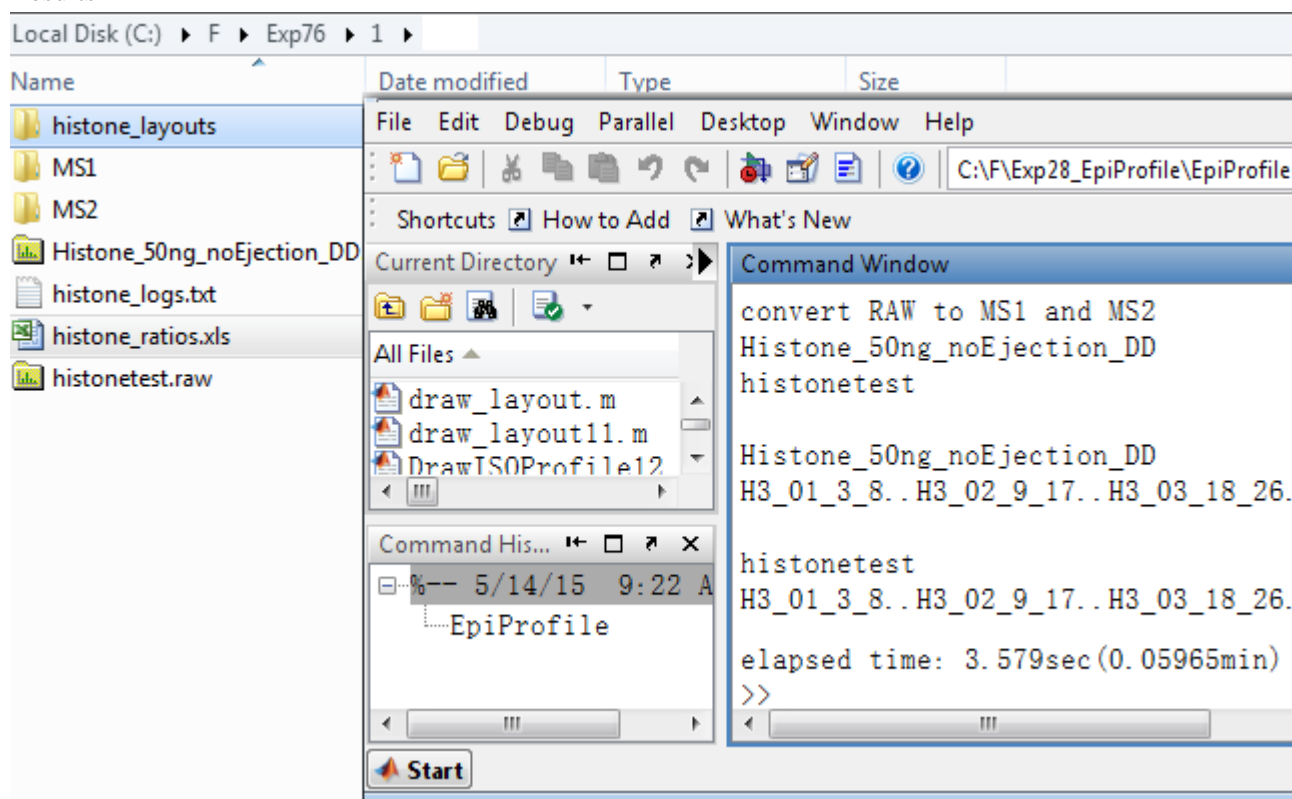 Local Disk (C:) ▸ F ▸ Exp76 ▸ 1 ▸
Name Date modified Type Size
histone_layouts
MS1
MS2
Histone_50ng_noEjection_DD
histone_logs.txt
histone_ratios.xls
histonetest.raw
File Edit Debug Parallel Desktop Window Help
C:\F\Exp28_EpiProfile\EpiProfile
Shortcuts How to Add What's New
Current Directory
All Files
draw_layout.m
draw_layout11.m
DrawISOProfile12
Command His...
%-- 5/14/15 9:22 A
EpiProfile
Command Window
convert RAW to MS1 and MS2
Histone_50ng_noEjection_DD
histonetest
Histone_50ng_noEjection_DD
H3_01_3_8..H3_02_9_17..H3_03_18_26.
histonetest
H3_01_3_8..H3_02_9_17..H3_03_18_26.
elapsed time: 3.579sec(0.05965min)
>>
Start